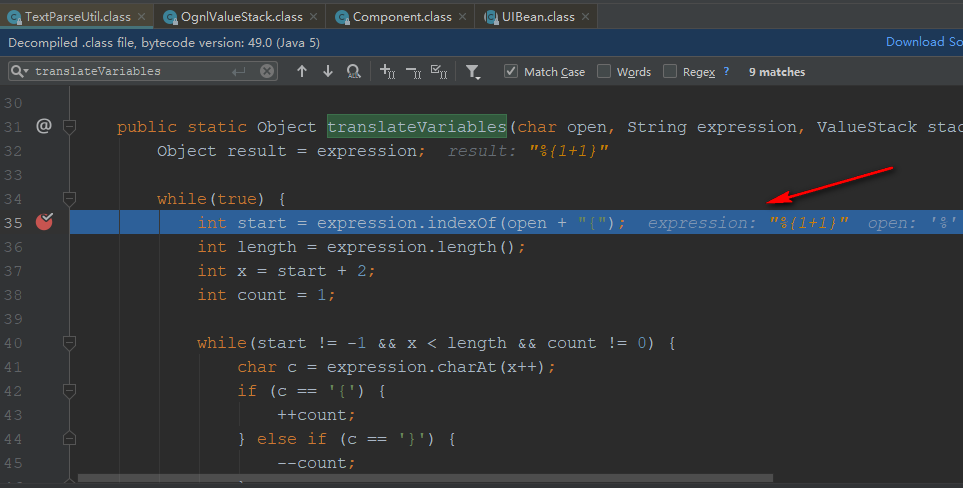 TextParseUtil.class × OgnlValueStack.class × Component.class × UIBean.class ×
Decompiled .class file, bytecode version: 49.0 (Java 5) Download So
translateVariables Match Case Words Regex ? 9 matches
30
31 @ public static Object translateVariables(char open, String expression, ValueStack stac
32 Object result = expression; result: "%{1+1}"
33
34 while(true) {
35 int start = expression.indexOf(open + "{"); expression: "%{1+1}" open: '%'
36 int length = expression.length();
37 int x = start + 2;
38 int count = 1;
39
40 while(start != -1 && x < length && count != 0) {
41 char c = expression.charAt(x++);
42 if (c == '{') {
43 ++count;
44 } else if (c == '}') {
45 --count;